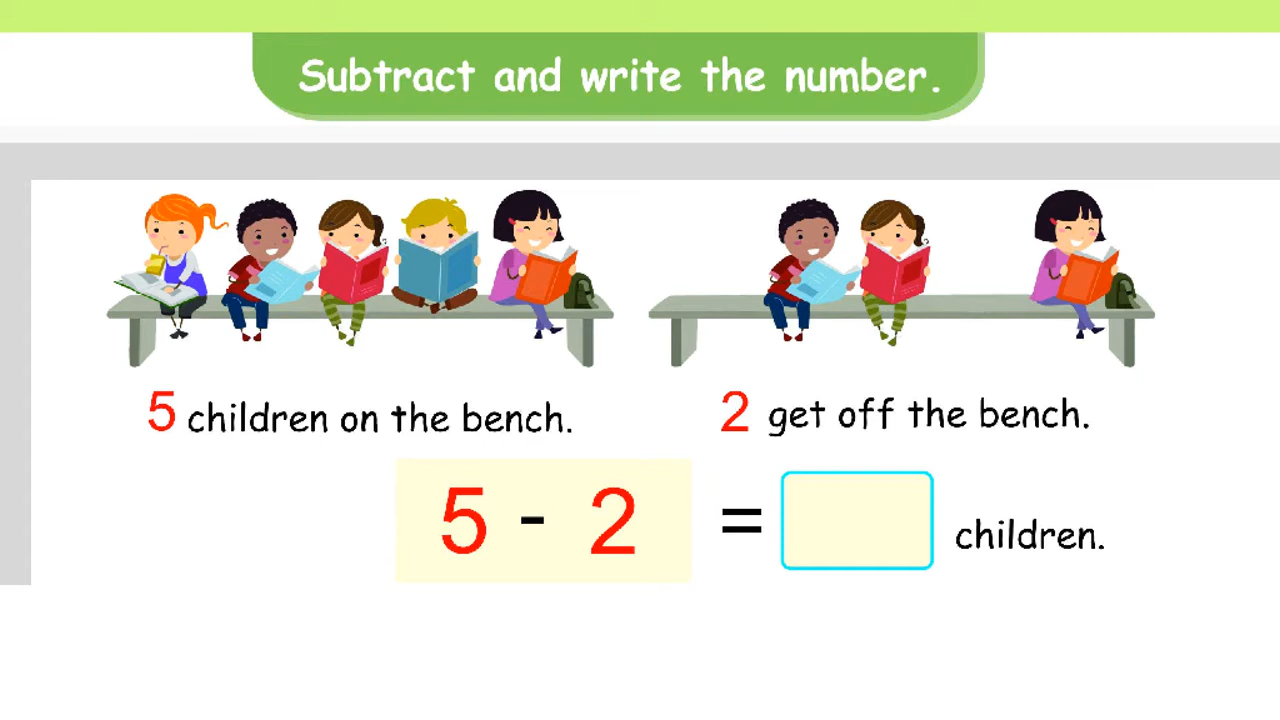 Subtract and write the number.
5 children on the bench.
2 get off the bench.
5 - 2 = children.